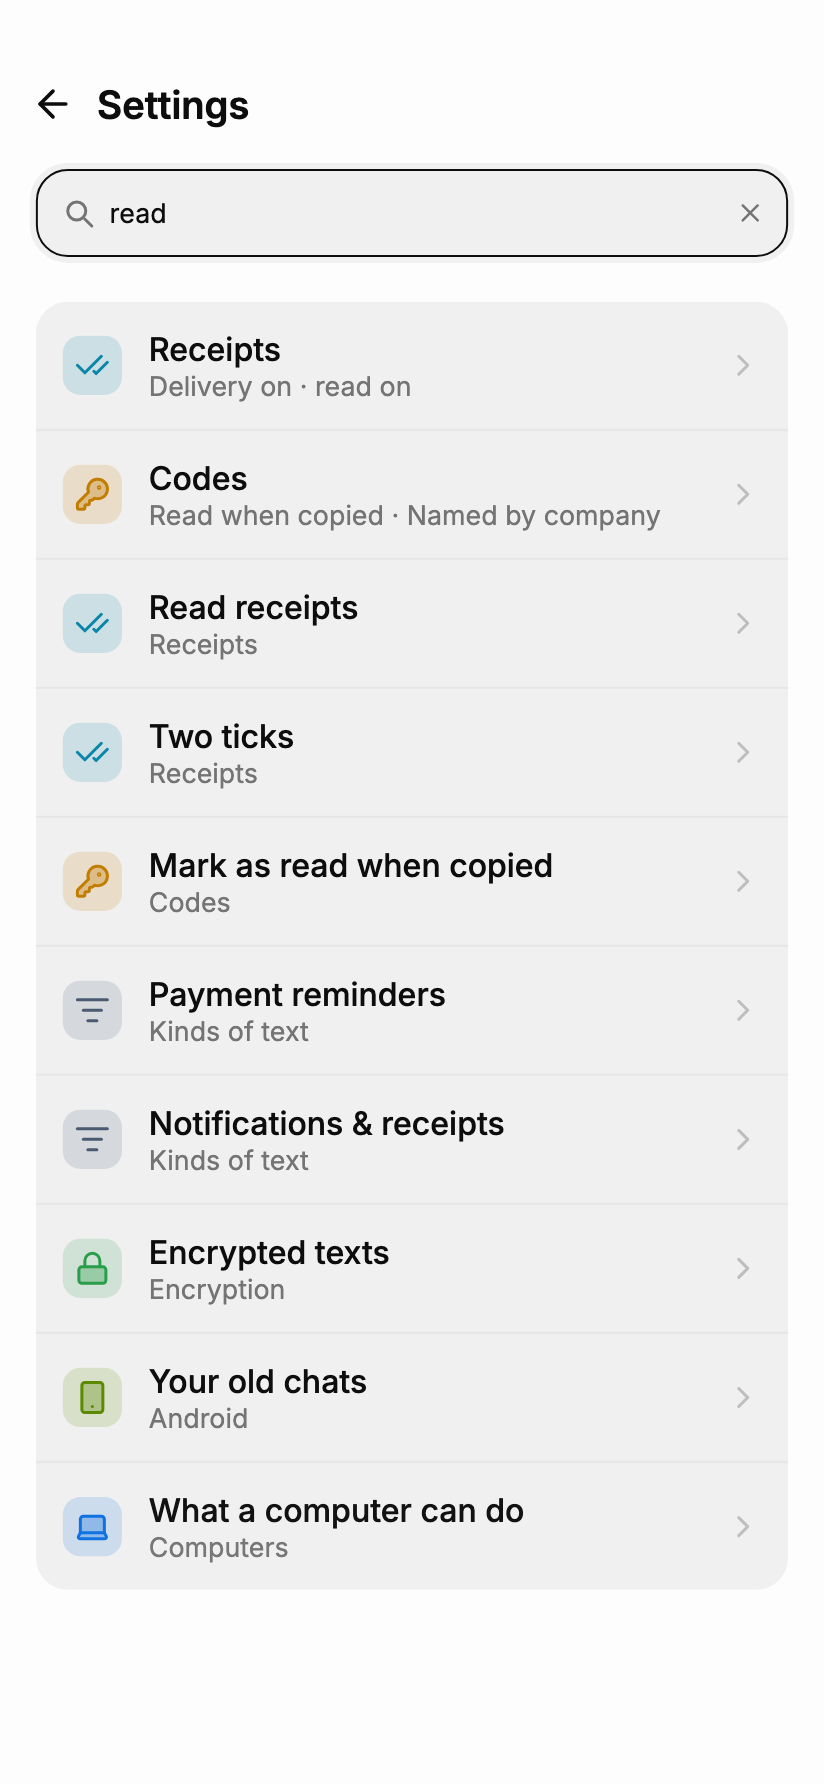 Settings
read
Receipts
Delivery on · read on
Codes
Read when copied · Named by company
Read receipts
Receipts
Two ticks
Receipts
Mark as read when copied
Codes
Payment reminders
Kinds of text
Notifications & receipts
Kinds of text
Encrypted texts
Encryption
Your old chats
Android
What a computer can do
Computers